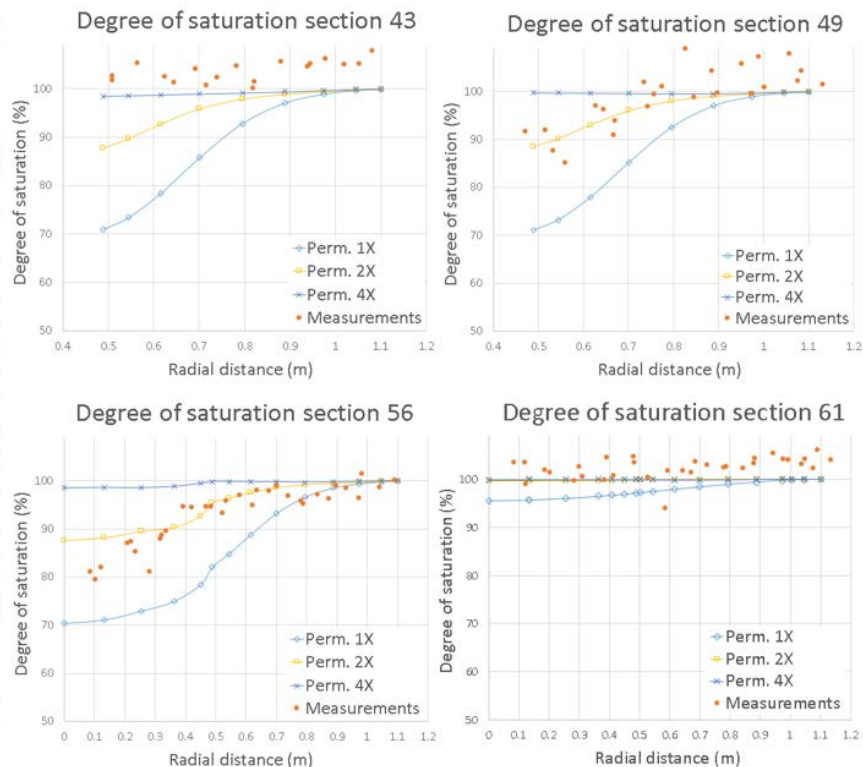 Degree of saturation section 43
Degree of saturation (%)
100
90
80
70
60
50
0.4 0.5 0.6 0.7 0.8 0.9 1 1.1 1.2
Radial distance (m)
Perm. 1X
Perm. 2X
Perm. 4X
Measurements
Degree of saturation section 49
Degree of saturation (%)
100
90
80
70
60
50
0.4 0.5 0.6 0.7 0.8 0.9 1 1.1 1.2
Radial distance (m)
Perm. 1X
Perm. 2X
Perm. 4X
Measurements
Degree of saturation section 56
Degree of saturation (%)
100
90
80
70
60
50
0 0.1 0.2 0.3 0.4 0.5 0.6 0.7 0.8 0.9 1 1.1 1.2
Radial distance (m)
Perm. 1X
Perm. 2X
Perm. 4X
Measurements
Degree of saturation section 61
Degree of saturation (%)
100
90
80
70
60
50
0 0.1 0.2 0.3 0.4 0.5 0.6 0.7 0.8 0.9 1 1.1 1.2
Radial distance (m)
Perm. 1X
Perm. 2X
Perm. 4X
Measurements